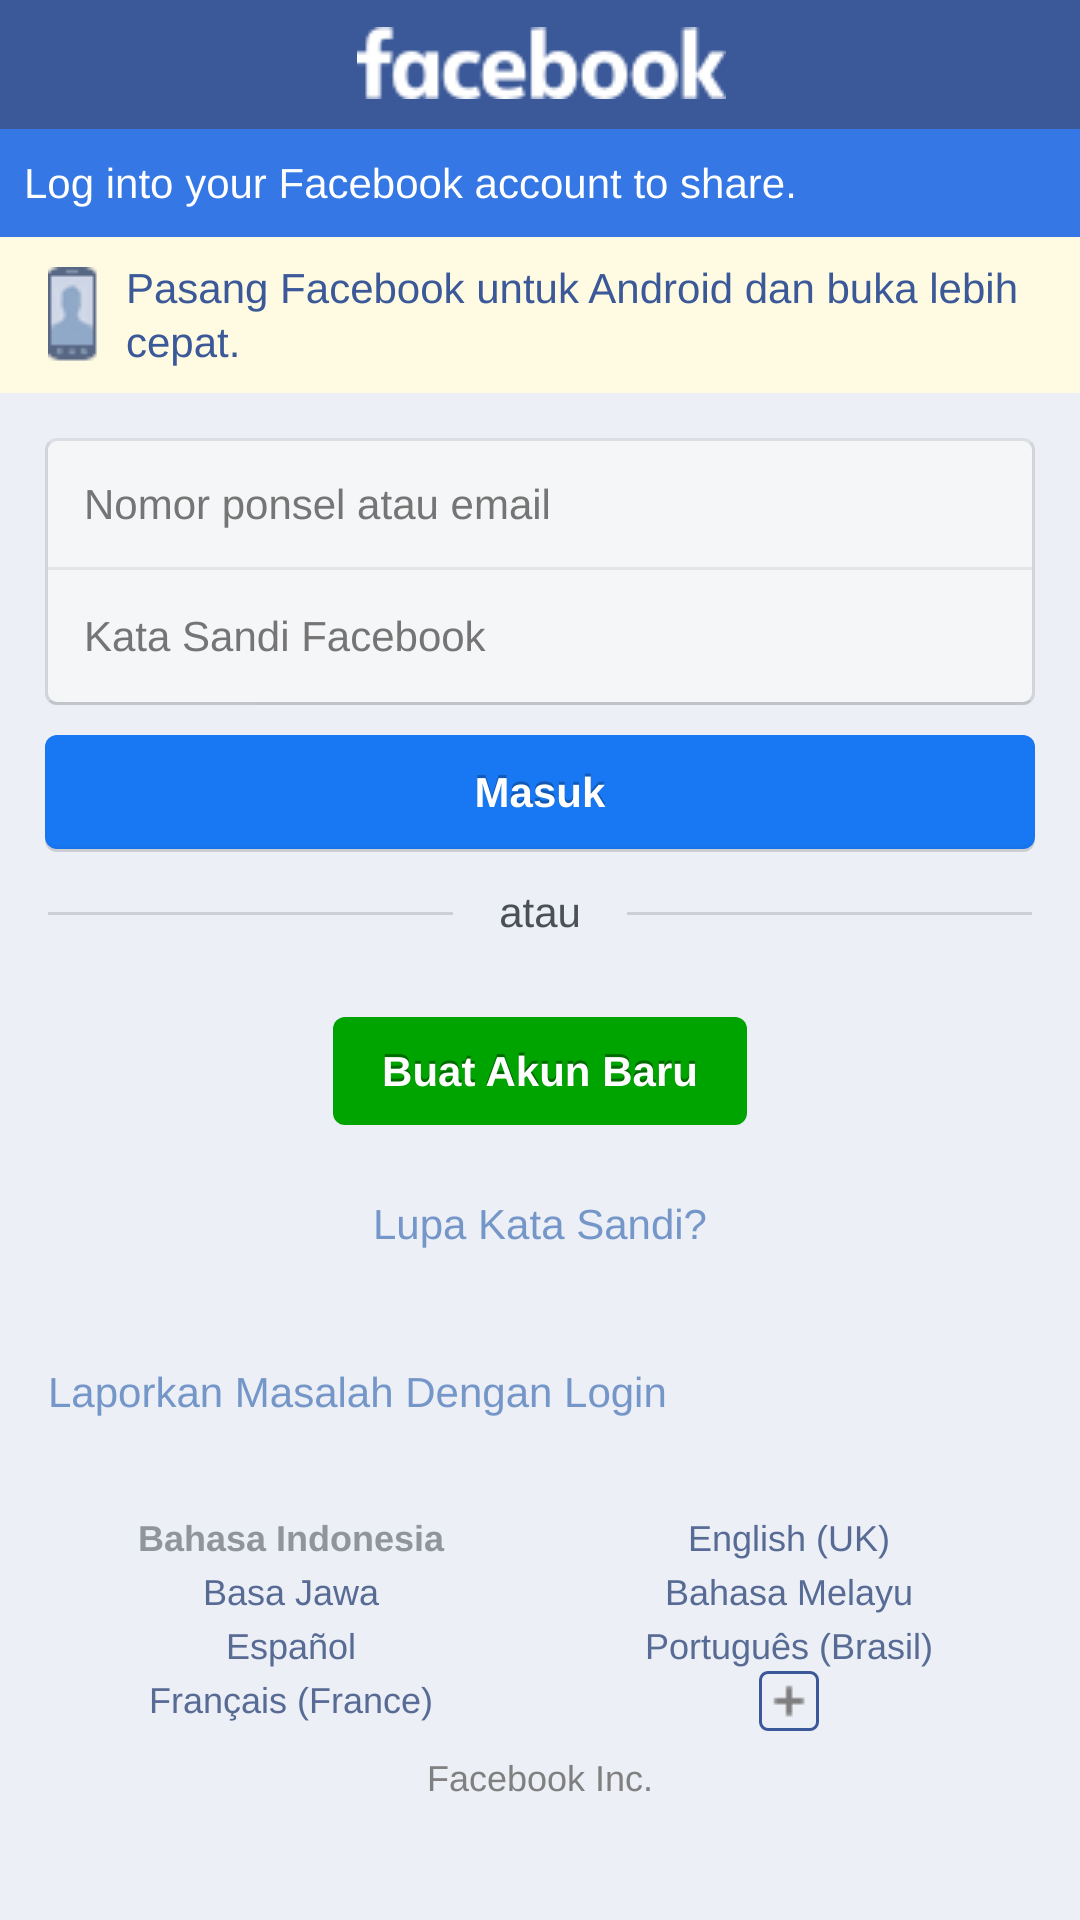 facebook
Log into your Facebook account to share.
Pasang Facebook untuk Android dan buka lebih
cepat.
Nomor ponsel atau email
Kata Sandi Facebook
Masuk
atau
Buat Akun Baru
Lupa Kata Sandi?
Laporkan Masalah Dengan Login
Bahasa Indonesia
English (UK)
Basa Jawa
Bahasa Melayu
Español
Português (Brasil)
Français (France)
Facebook Inc.